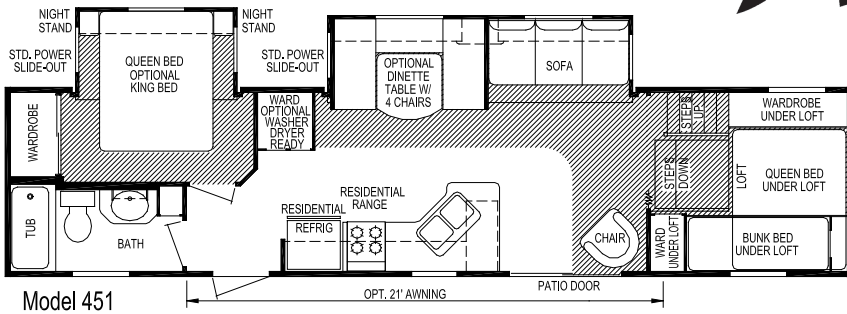 NIGHT
STAND
NIGHT
STAND
STD. POWER
SLIDE-OUT
QUEEN BED
OPTIONAL
KING BED
STD. POWER
SLIDE-OUT
OPTIONAL
DINETTE
TABLE W/
4 CHAIRS
SOFA
WARDROBE
WARD
OPTIONAL
WASHER
DRYER
READY
STEPS
UP
WARDROBE
UNDER LOFT
STEPS
DOWN
LOFT
QUEEN BED
UNDER LOFT
TUB
BATH
RESIDENTIAL
RANGE
RESIDENTIAL
REFRIG
CHAIR
WARD
UNDER LOFT
BUNK BED
UNDER LOFT
Model 451
OPT. 21' AWNING
PATIO DOOR